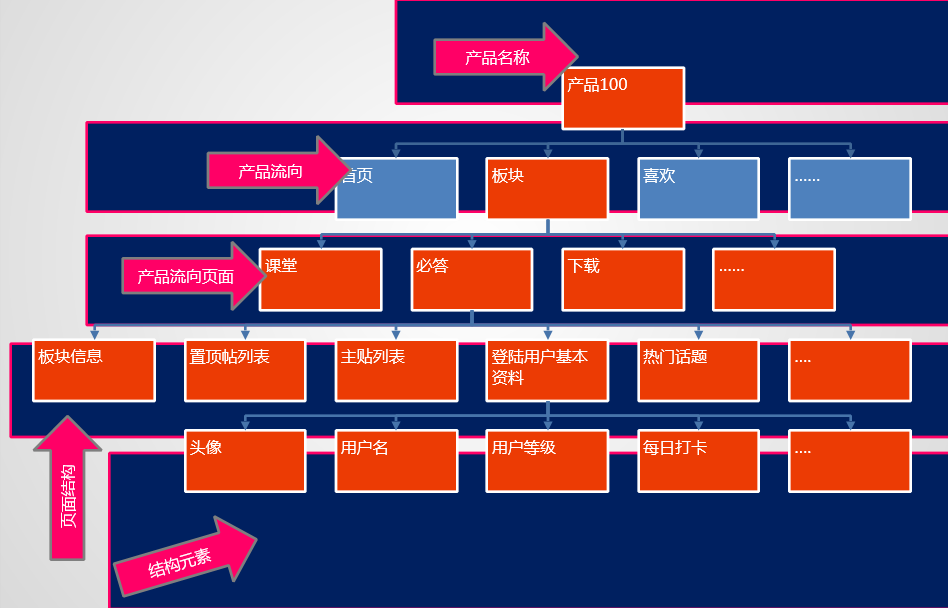 产品名称
产品100
产品流向
首页
板块
喜欢
......
产品流向页面
课堂
必答
下载
......
板块信息
置顶帖列表
主贴列表
登陆用户基本
资料
热门话题
....
头像
用户名
用户等级
每日打卡
....
页面结构
结构元素